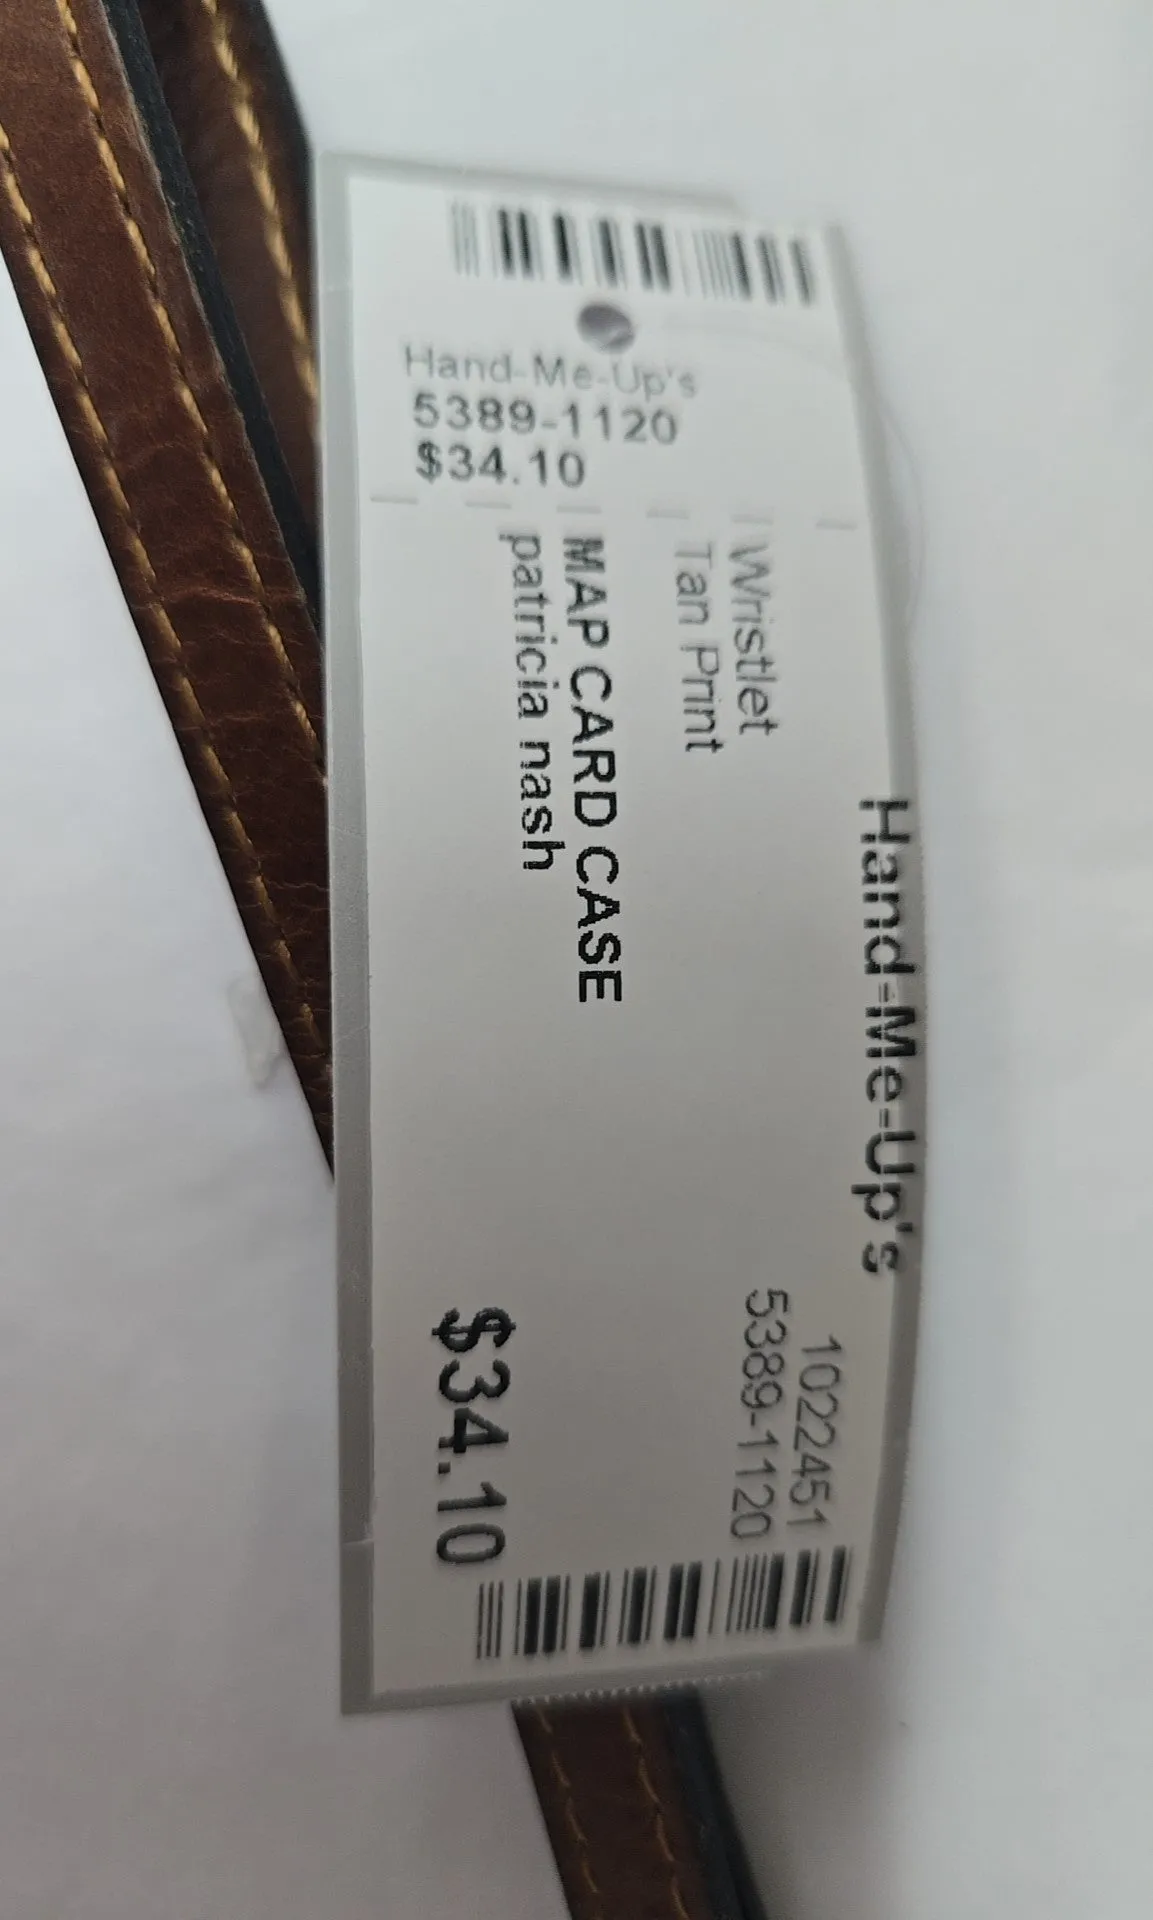 Hand-Me-Up's
5389-1120
$34.10
Hand-Me-Up's
1022451
5389-1120
Wristlet
Tan Print
MAP CARD CASE
patricia nash
$34.10